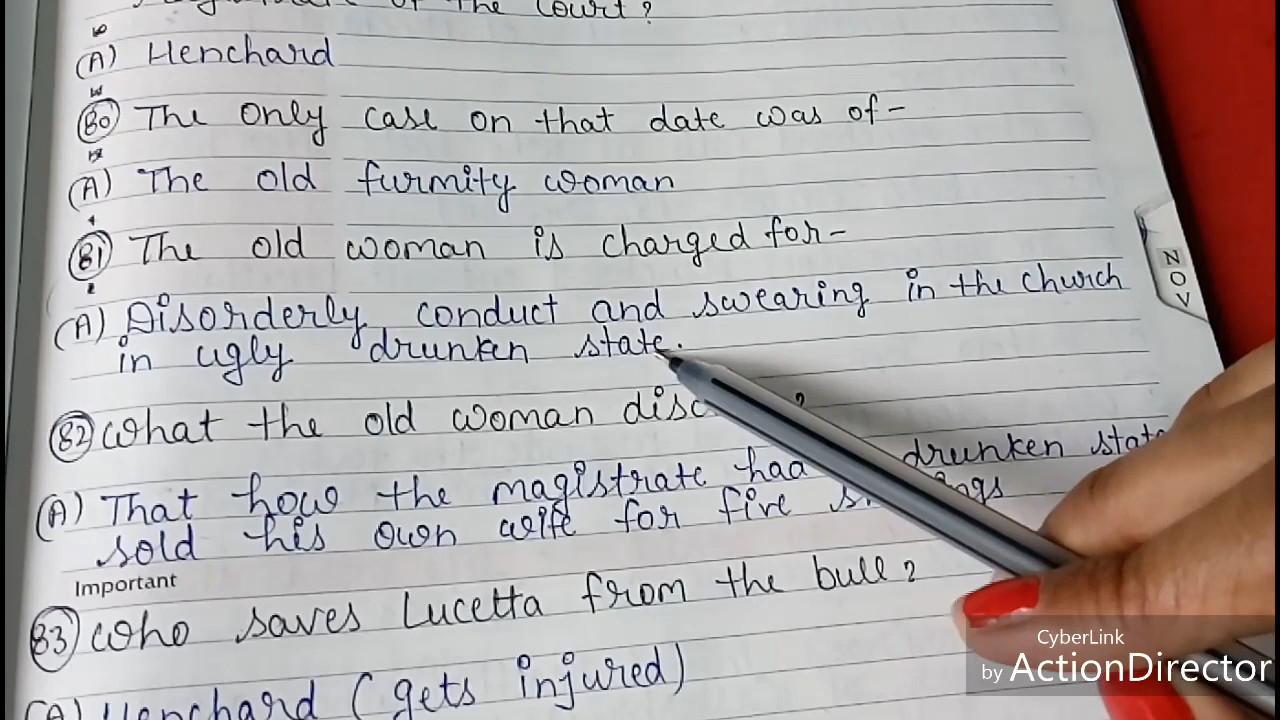 of the Court?
(A) Henchard
80 The only case on that date was of-
(A) The old furmity woman
81 The old woman is charged for-
(A) Disorderly conduct and swearing in the church
in ugly drunken state.
82 What the old woman disc ?
(A) That how the magistrate had drunken state
sold his own wife for five
Important
83 Who saves Lucetta from the bull?
(A) Henchard (gets injured)
NOV
CyberLink
by ActionDirector